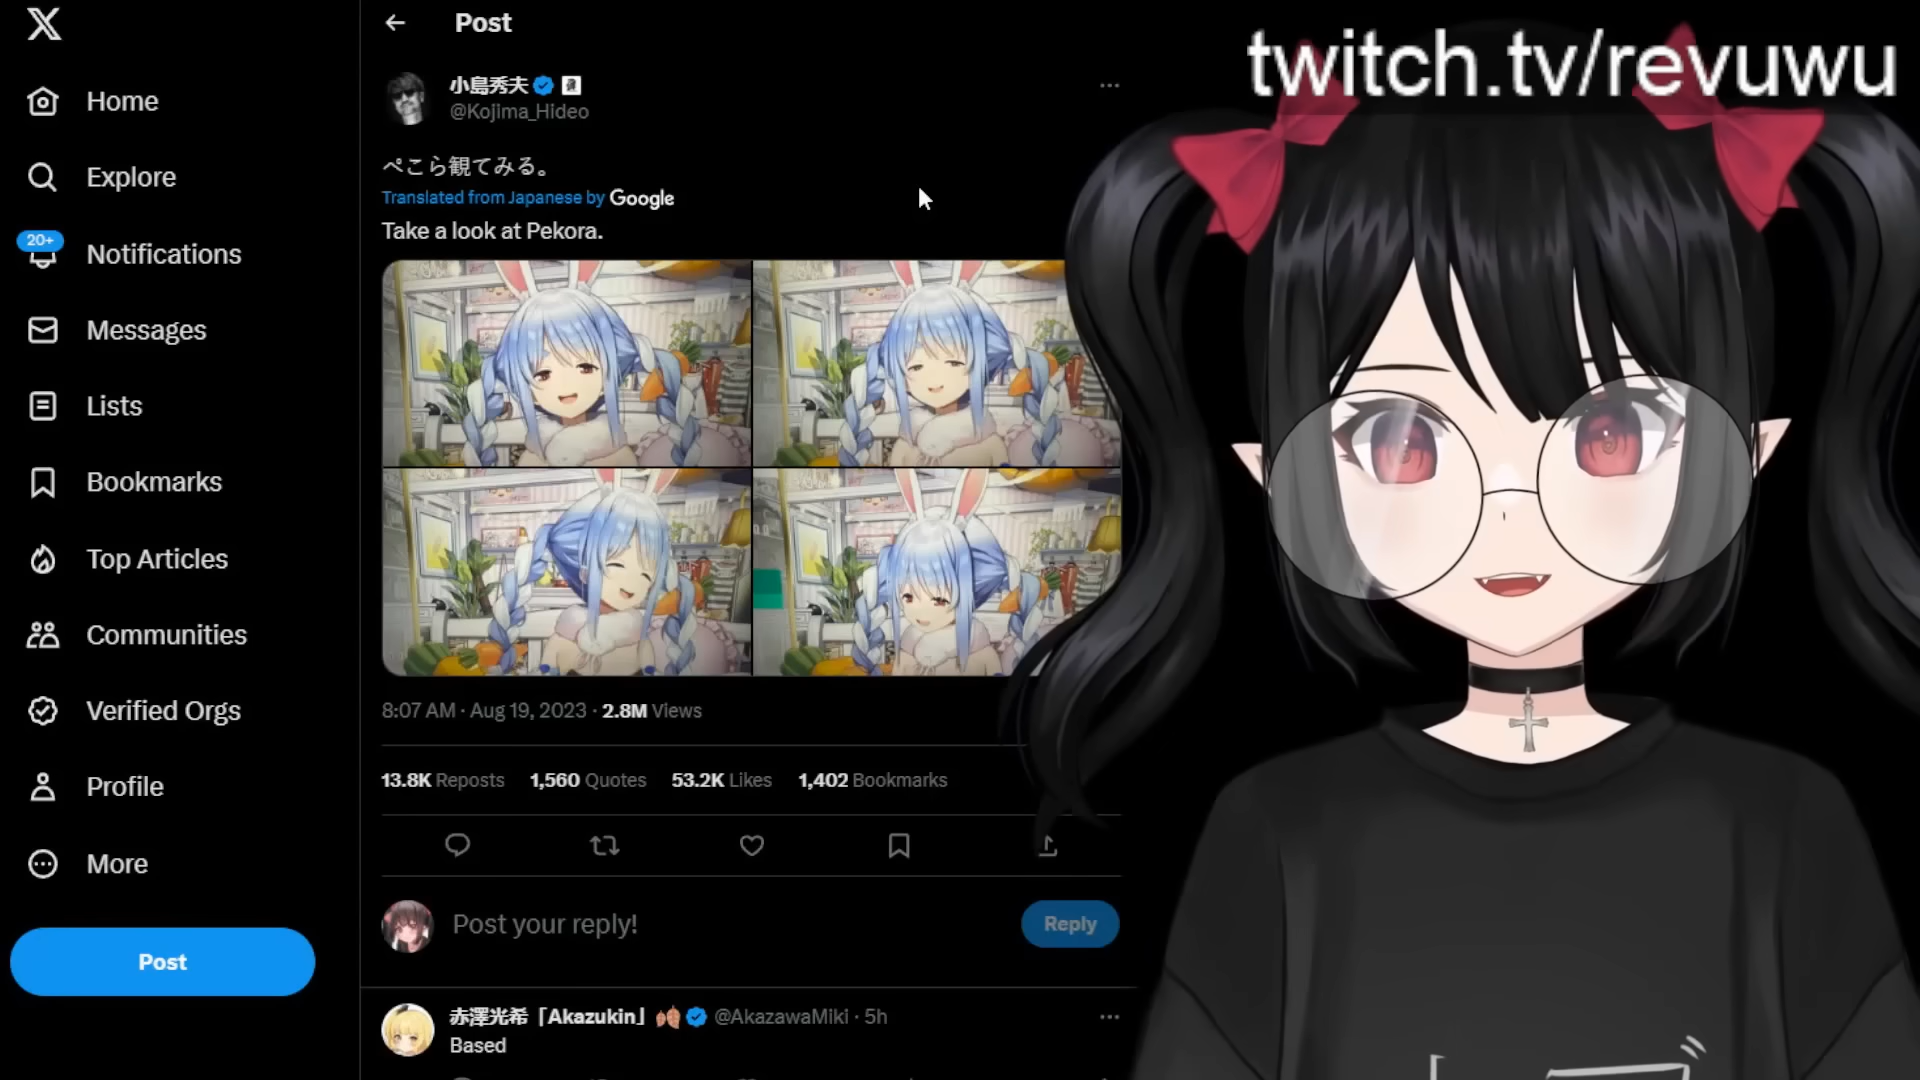 twitch.tv/revuwu
Home
Explore
20+
Notifications
Messages
Lists
Bookmarks
Top Articles
Communities
Verified Orgs
Profile
More
Post
Post
小島秀夫
@Kojima_Hideo
ぺこら観てみる。
Translated from Japanese by Google
Take a look at Pekora.
8:07 AM · Aug 19, 2023 · 2.8M Views
13.8K Reposts 1,560 Quotes 53.2K Likes 1,402 Bookmarks
Post your reply!
Reply
赤澤光希「Akazukin」 @AkazawaMiki · 5h
Based